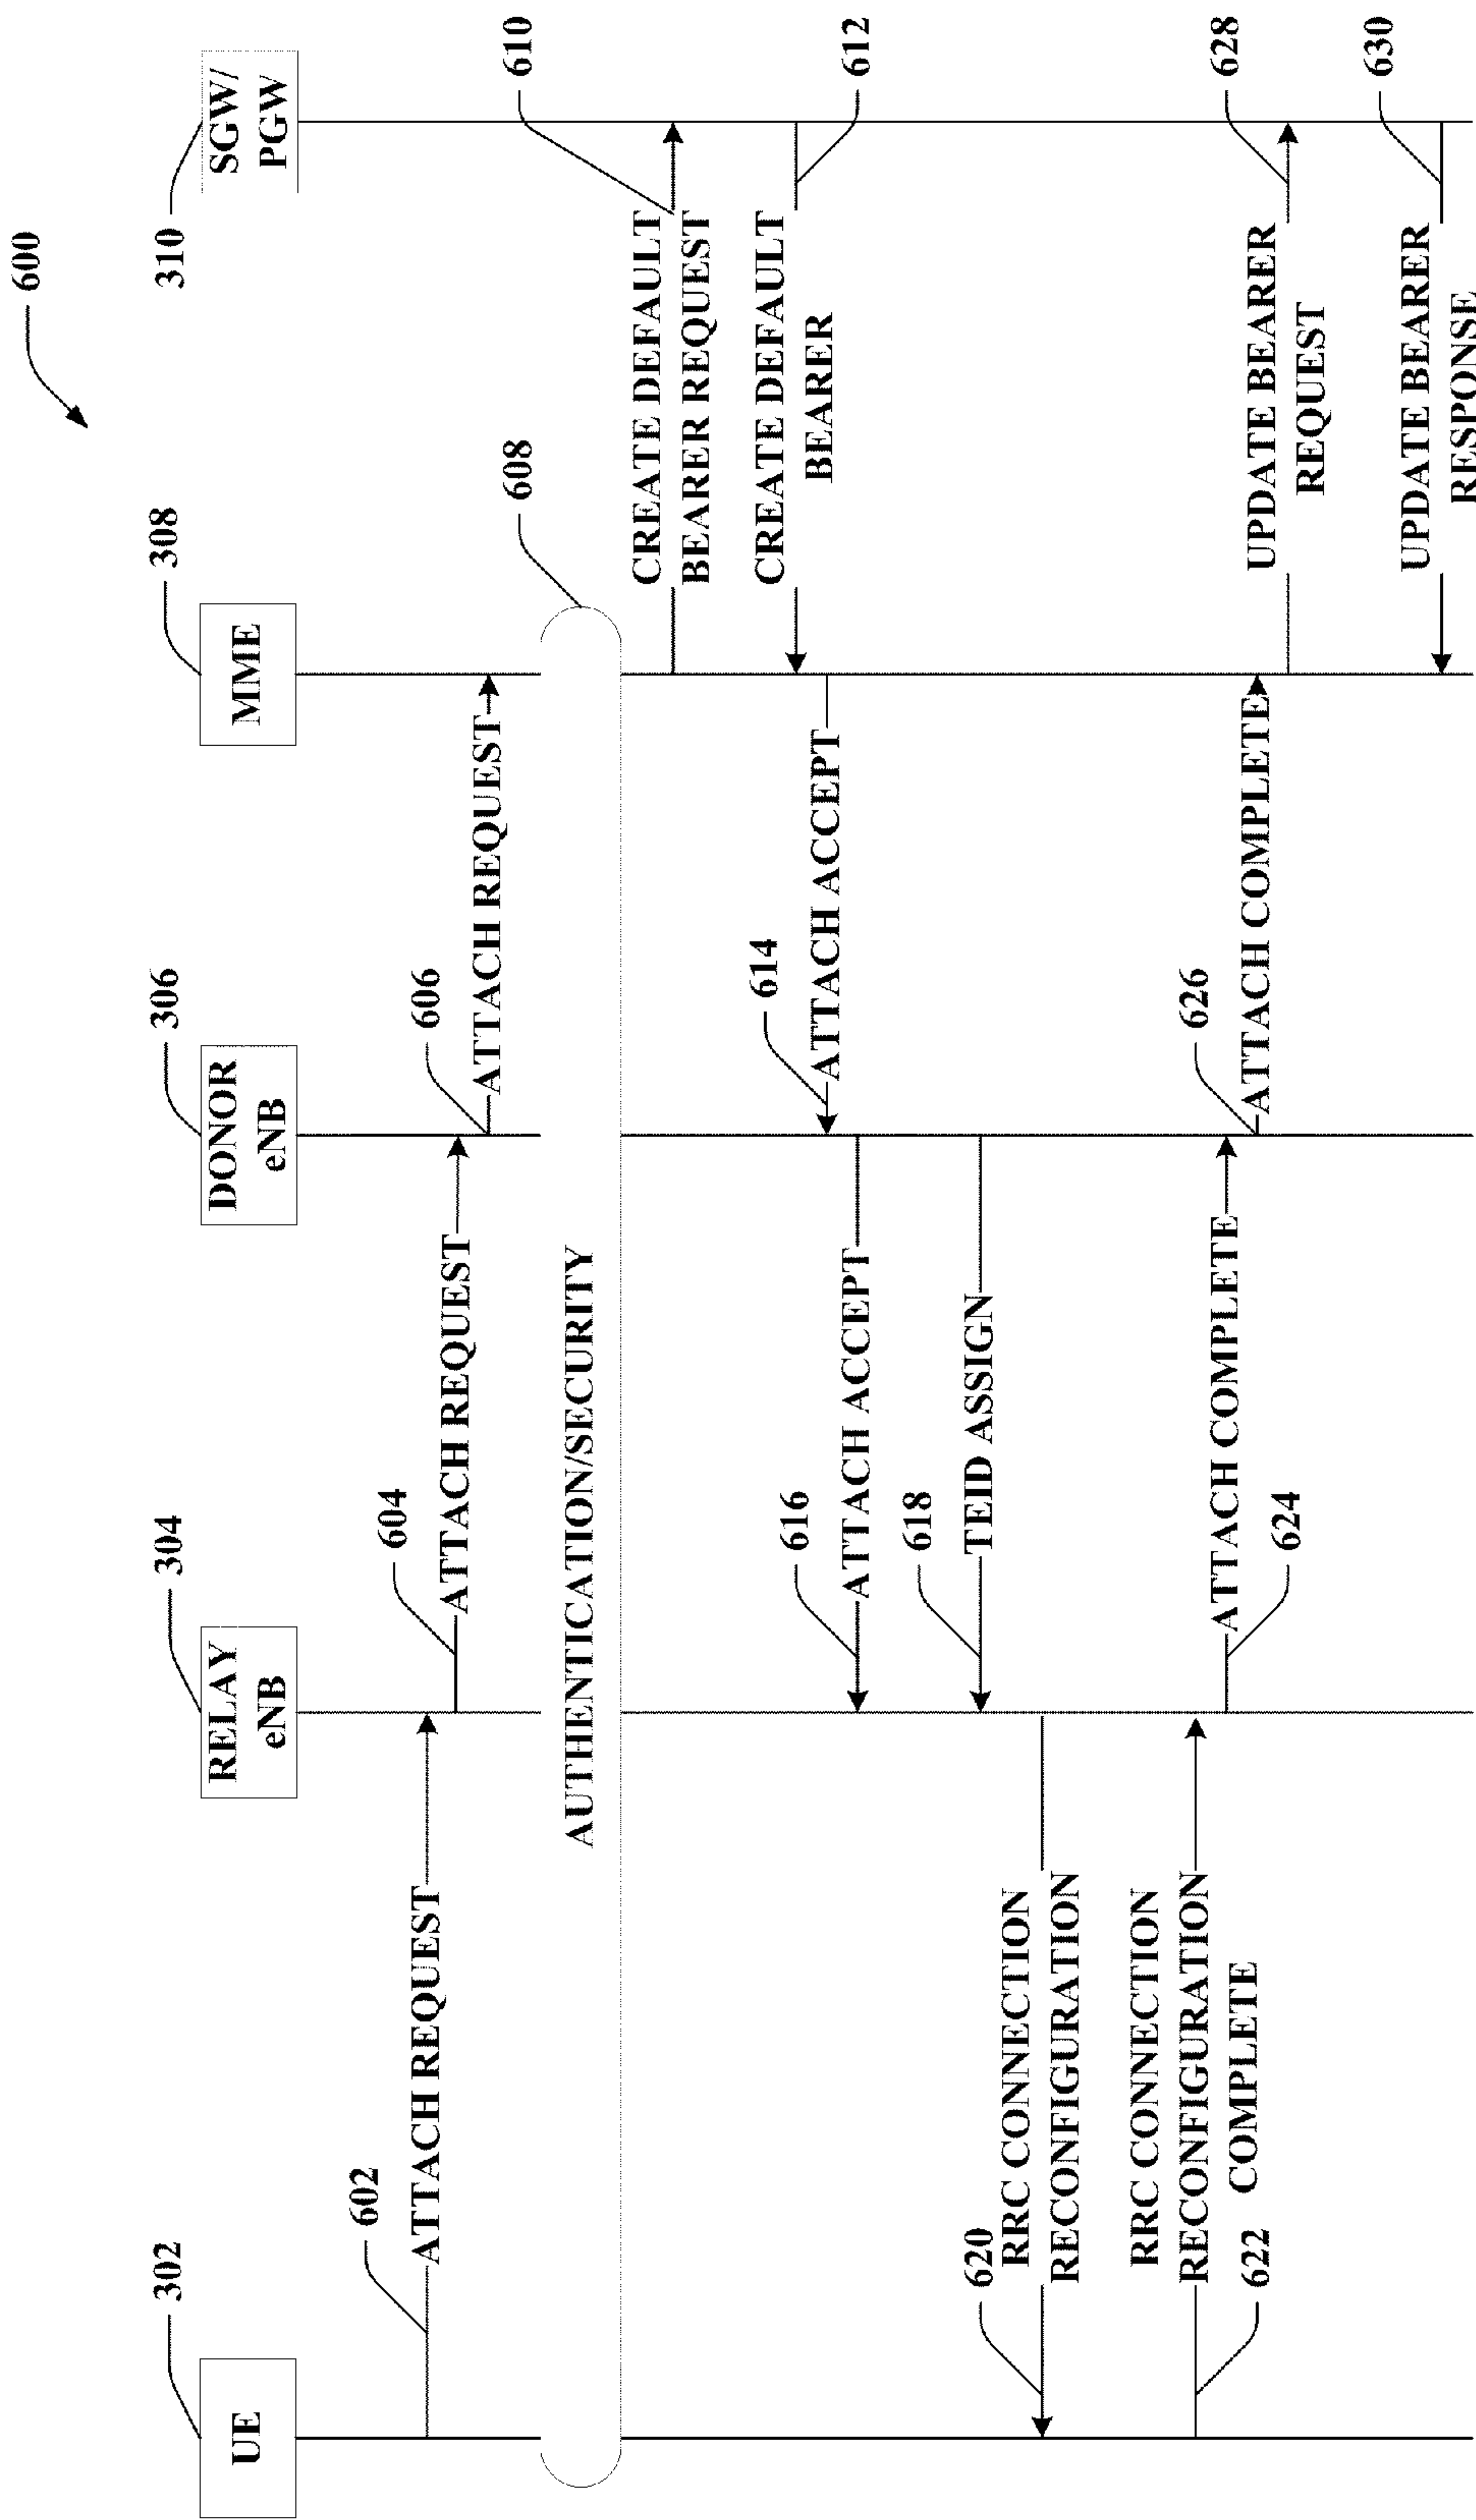 600
302
304
306
308
310
UE
RELAY
eNB
DONOR
eNB
MME
SGW/
PGW
602
ATTACH REQUEST
604
ATTACH REQUEST
606
ATTACH REQUEST
608
AUTHENTICATION/SECURITY
610
CREATE DEFAULT
BEARER REQUEST
CREATE DEFAULT
BEARER
612
614
ATTACH ACCEPT
616
ATTACH ACCEPT
618
TEID ASSIGN
620
RRC CONNECTION
RECONFIGURATION
RRC CONNECTION
RECONFIGURATION
622 COMPLETE
ATTACH COMPLETE
624
626
ATTACH COMPLETE
628
UPDATE BEARER
REQUEST
630
UPDATE BEARER
RESPONSE